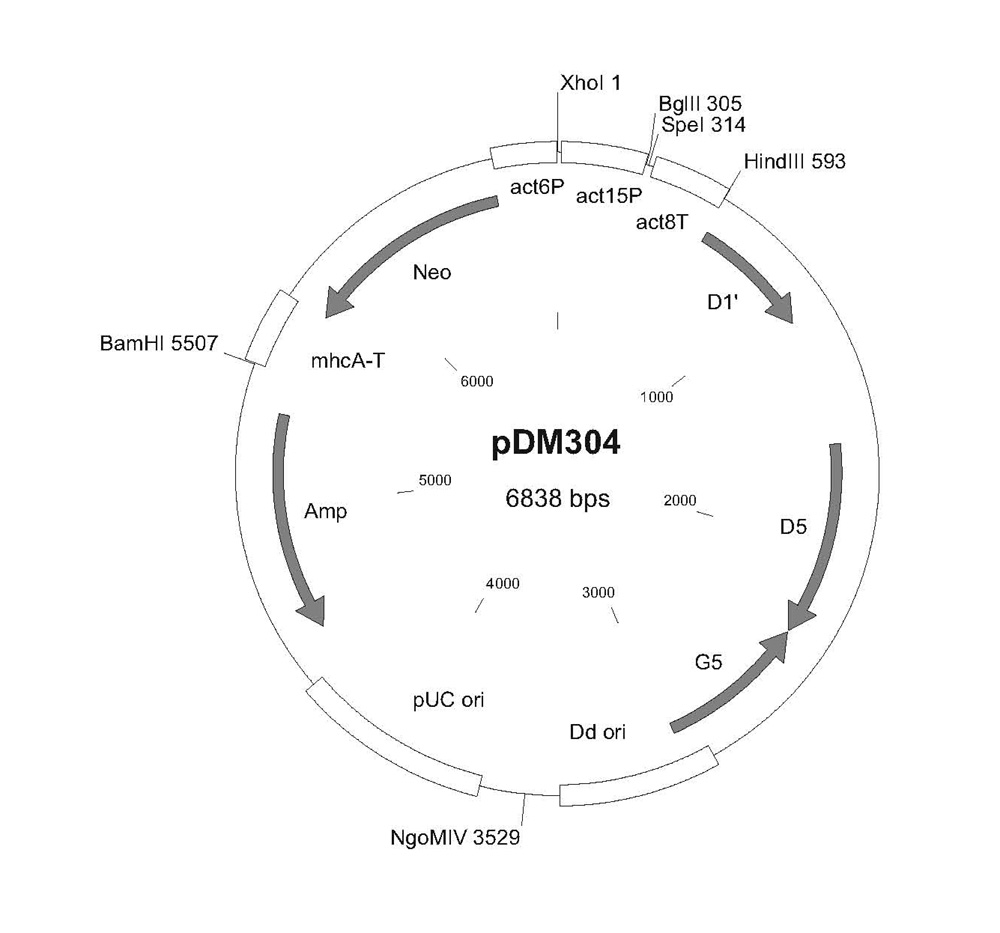 XhoI 1
BglII 305
SpeI 314
HindIII 593
act6P
act15P
act8T
Neo
D1'
BamHI 5507
mhcA-T
6000
1000
pDM304
6838 bps
5000
2000
Amp
D5
4000
3000
G5
pUC ori
Dd ori
NgoMIV 3529